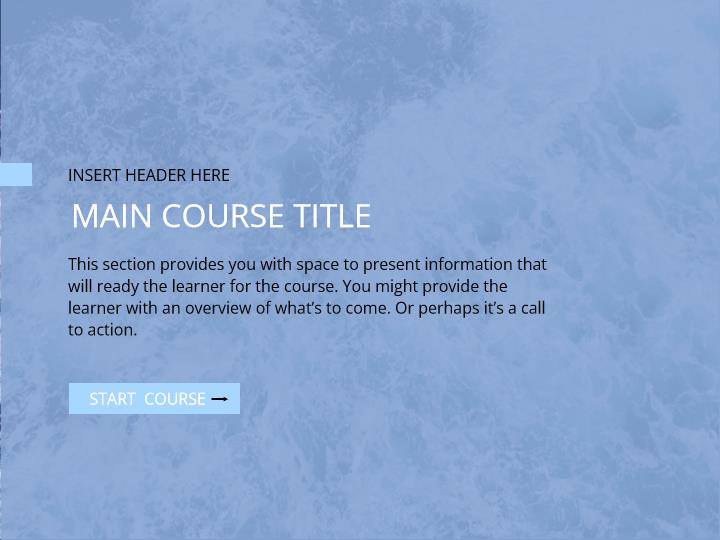 INSERT HEADER HERE
MAIN COURSE TITLE
This section provides you with space to present information that
will ready the learner for the course. You might provide the
learner with an overview of what’s to come. Or perhaps it’s a call
to action.
START COURSE